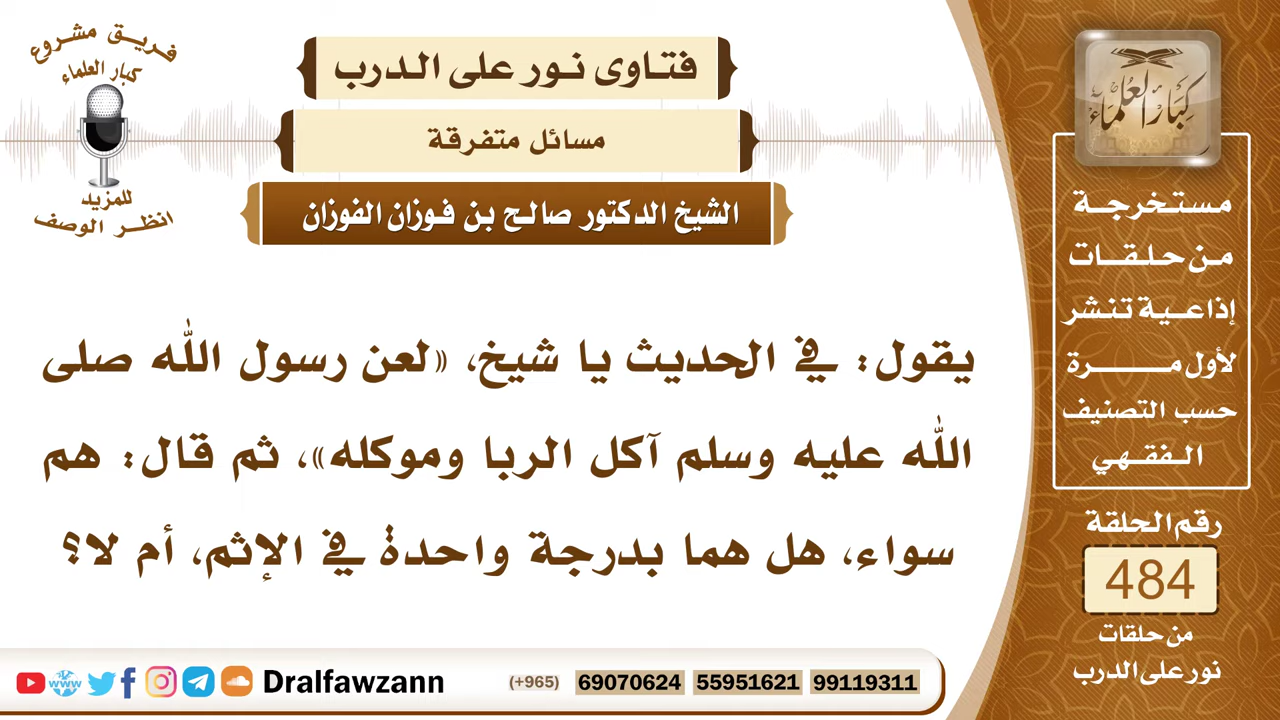 فريق مشروع
كبار العلماء
للمزيد
انظر الوصف
فتاوى نور على الدرب
مسائل متفرقة
الشيخ الدكتور صالح بن فوزان الفوزان
يقول: في الحديث يا شيخ، «لعن رسول الله صلى
الله عليه وسلم آكل الربا وموكله»، ثم قال: هم
سواء، هل هما بدرجة واحدة في الإثم، أم لا؟
كبار العلماء
مستخرجة
من حلقات
إذاعية تنشر
لأول مرة
حسب التصنيف
الفقهي
رقم الحلقة
484
من حلقات
نور على الدرب
www
Dralfawzann
(+965) 69070624 55951621 99119311